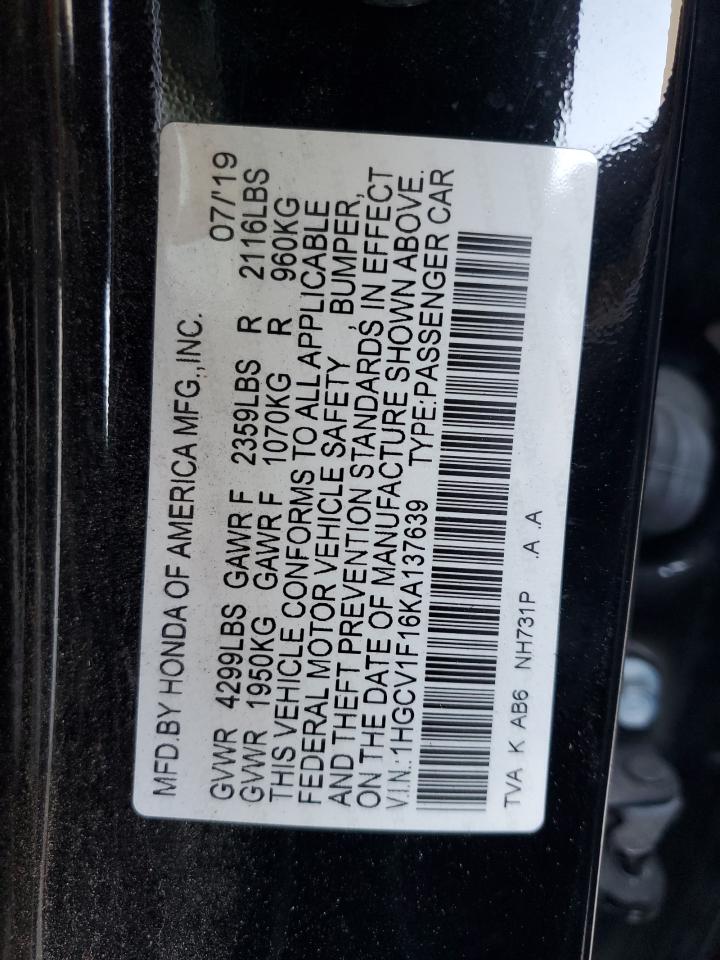 MFD.BY HONDA OF AMERICA MFG.,INC. 07/'19
GVWR 4299LBS GAWR F 2359LBS R 2116LBS
GVWR 1950KG GAWR F 1070KG R 960KG
THIS VEHICLE CONFORMS TO ALL APPLICABLE
FEDERAL MOTOR VEHICLE SAFETY , BUMPER,
AND THEFT PREVENTION STANDARDS IN EFFECT
ON THE DATE OF MANUFACTURE SHOWN ABOVE.
V.I.N.:1HGCV1F16KA137639 TYPE:PASSENGER CAR
TVA K AB6 NH731P .A .A